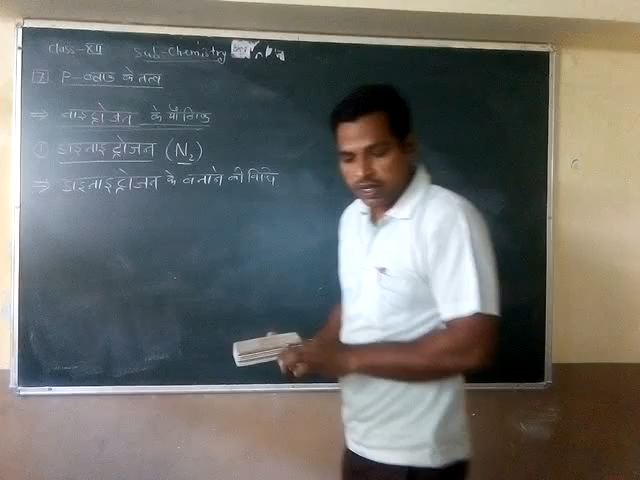 Class-XII Sub-Chemistry
7 P-ब्लाक के तत्व
⇒ नाइट्रोजन के यौगिक
① डाइनाइट्रोजन (N₂)
⇒ डाइनाइट्रोजन के बनाने की विधि